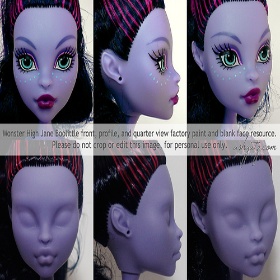 Monster High Jane Boolittle front, profile, and quarter view factory paint and blank face resource.
Please do not crop or edit this image, for personal use only.